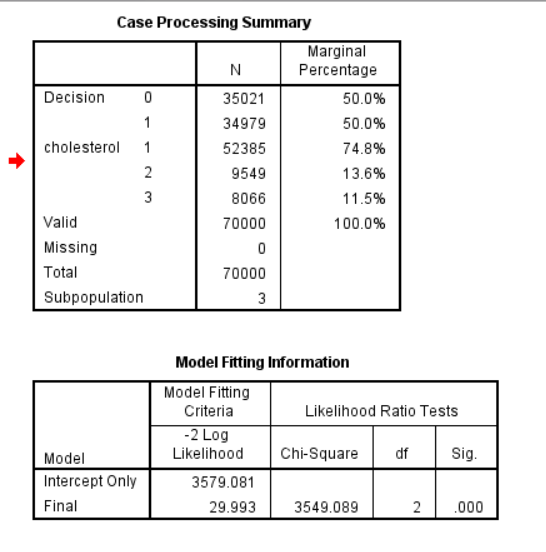 Case Processing Summary
N Marginal Percentage
Decision 0 35021 50.0%
1 34979 50.0%
cholesterol 1 52385 74.8%
2 9549 13.6%
3 8066 11.5%
Valid 70000 100.0%
Missing 0
Total 70000
Subpopulation 3
Model Fitting Information
Model Fitting Criteria Likelihood Ratio Tests
Model -2 Log Likelihood Chi-Square df Sig.
Intercept Only 3579.081
Final 29.993 3549.089 2 .000